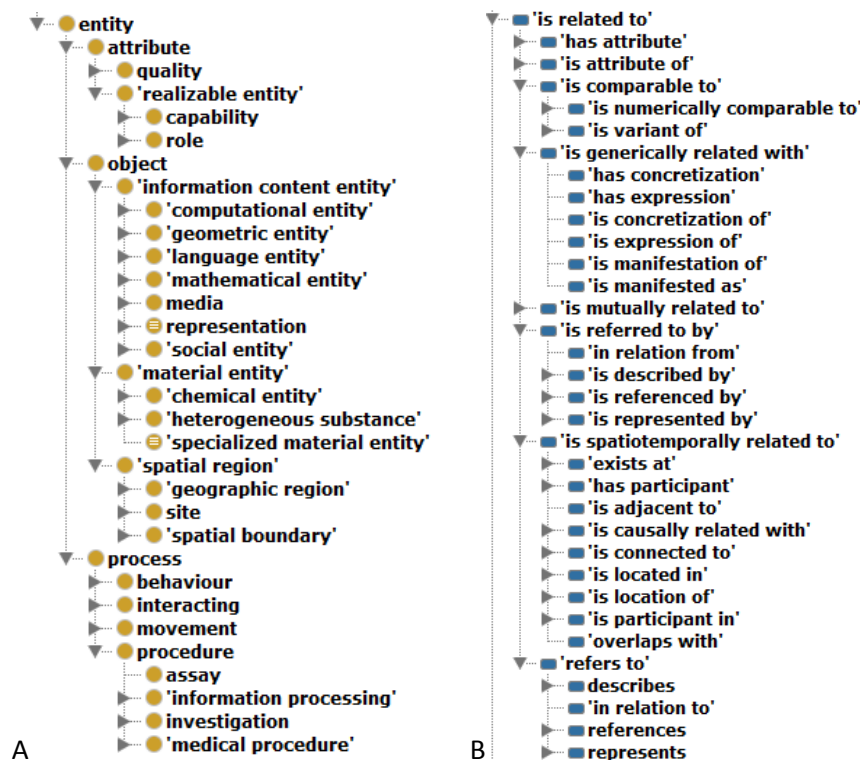 entity
attribute
quality
'realizable entity'
capability
role
object
'information content entity'
'computational entity'
'geometric entity'
'language entity'
'mathematical entity'
media
representation
'social entity'
'material entity'
'chemical entity'
'heterogeneous substance'
'specialized material entity'
'spatial region'
'geographic region'
site
'spatial boundary'
process
behaviour
interacting
movement
procedure
assay
'information processing'
investigation
'medical procedure'
A
'is related to'
'has attribute'
'is attribute of'
'is comparable to'
'is numerically comparable to'
'is variant of'
'is generically related with'
'has concretization'
'has expression'
'is concretization of'
'is expression of'
'is manifestation of'
'is manifested as'
'is mutually related to'
'is referred to by'
'in relation from'
'is described by'
'is referenced by'
'is represented by'
'is spatiotemporally related to'
'exists at'
'has participant'
'is adjacent to'
'is causally related with'
'is connected to'
'is located in'
'is location of'
'is participant in'
'overlaps with'
'refers to'
describes
'in relation to'
references
represents
B